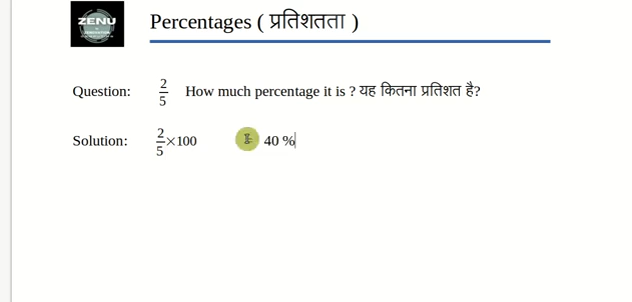 ZENU
Percentages ( प्रतिशतता )
Question: 2/5 How much percentage it is ? यह कितना प्रतिशत है?
Solution: 2/5×100 40 %